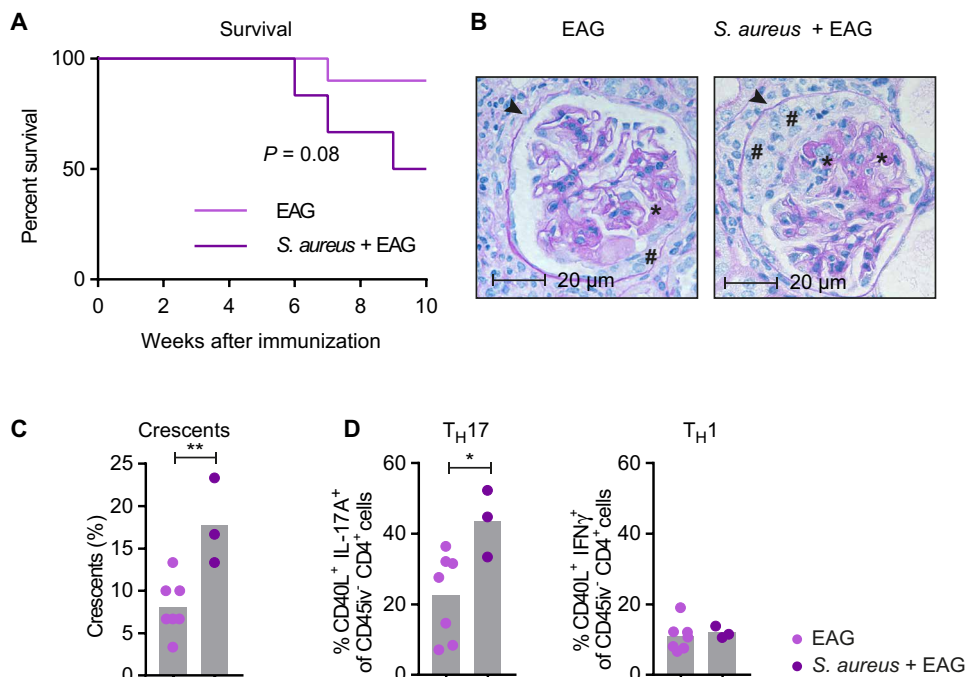 A
Survival
100
50
0
Percent survival
P = 0.08
EAG
S. aureus + EAG
0 2 4 6 8 10
Weeks after immunization
B
EAG
S. aureus + EAG
#
#
*
*
*
#
20 µm
20 µm
C
Crescents
**
25
20
15
10
5
0
Crescents (%)
D
TH17
*
60
40
20
0
% CD40L+ IL-17A+
of CD45iv- CD4+ cells
TH1
60
40
20
0
% CD40L+ IFNγ+
of CD45iv- CD4+ cells
EAG
S. aureus + EAG